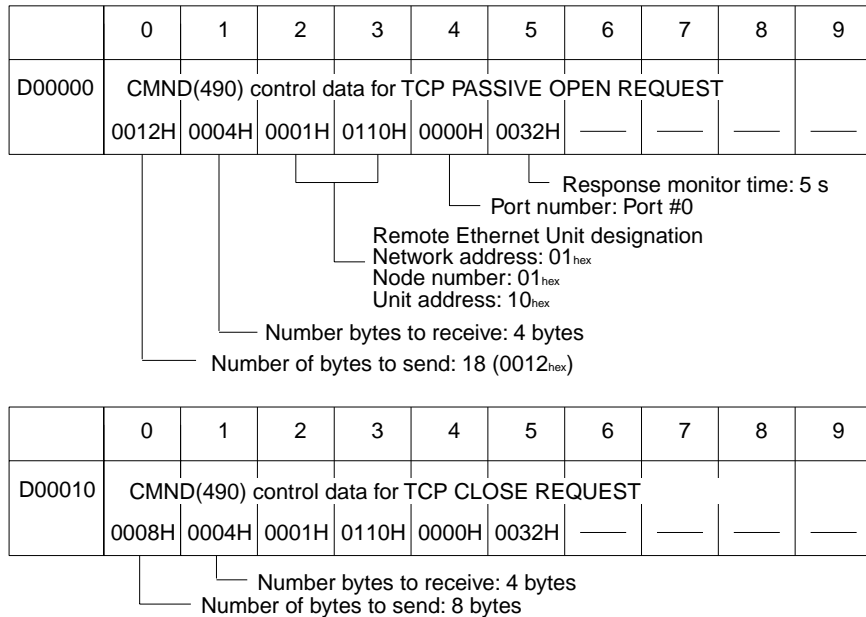 0 1 2 3 4 5 6 7 8 9
D00000 CMND(490) control data for TCP PASSIVE OPEN REQUEST
0012H 0004H 0001H 0110H 0000H 0032H
Response monitor time: 5 s
Port number: Port #0
Remote Ethernet Unit designation
Network address: 01hex
Node number: 01hex
Unit address: 10hex
Number bytes to receive: 4 bytes
Number of bytes to send: 18 (0012hex)
0 1 2 3 4 5 6 7 8 9
D00010 CMND(490) control data for TCP CLOSE REQUEST
0008H 0004H 0001H 0110H 0000H 0032H
Number bytes to receive: 4 bytes
Number of bytes to send: 8 bytes